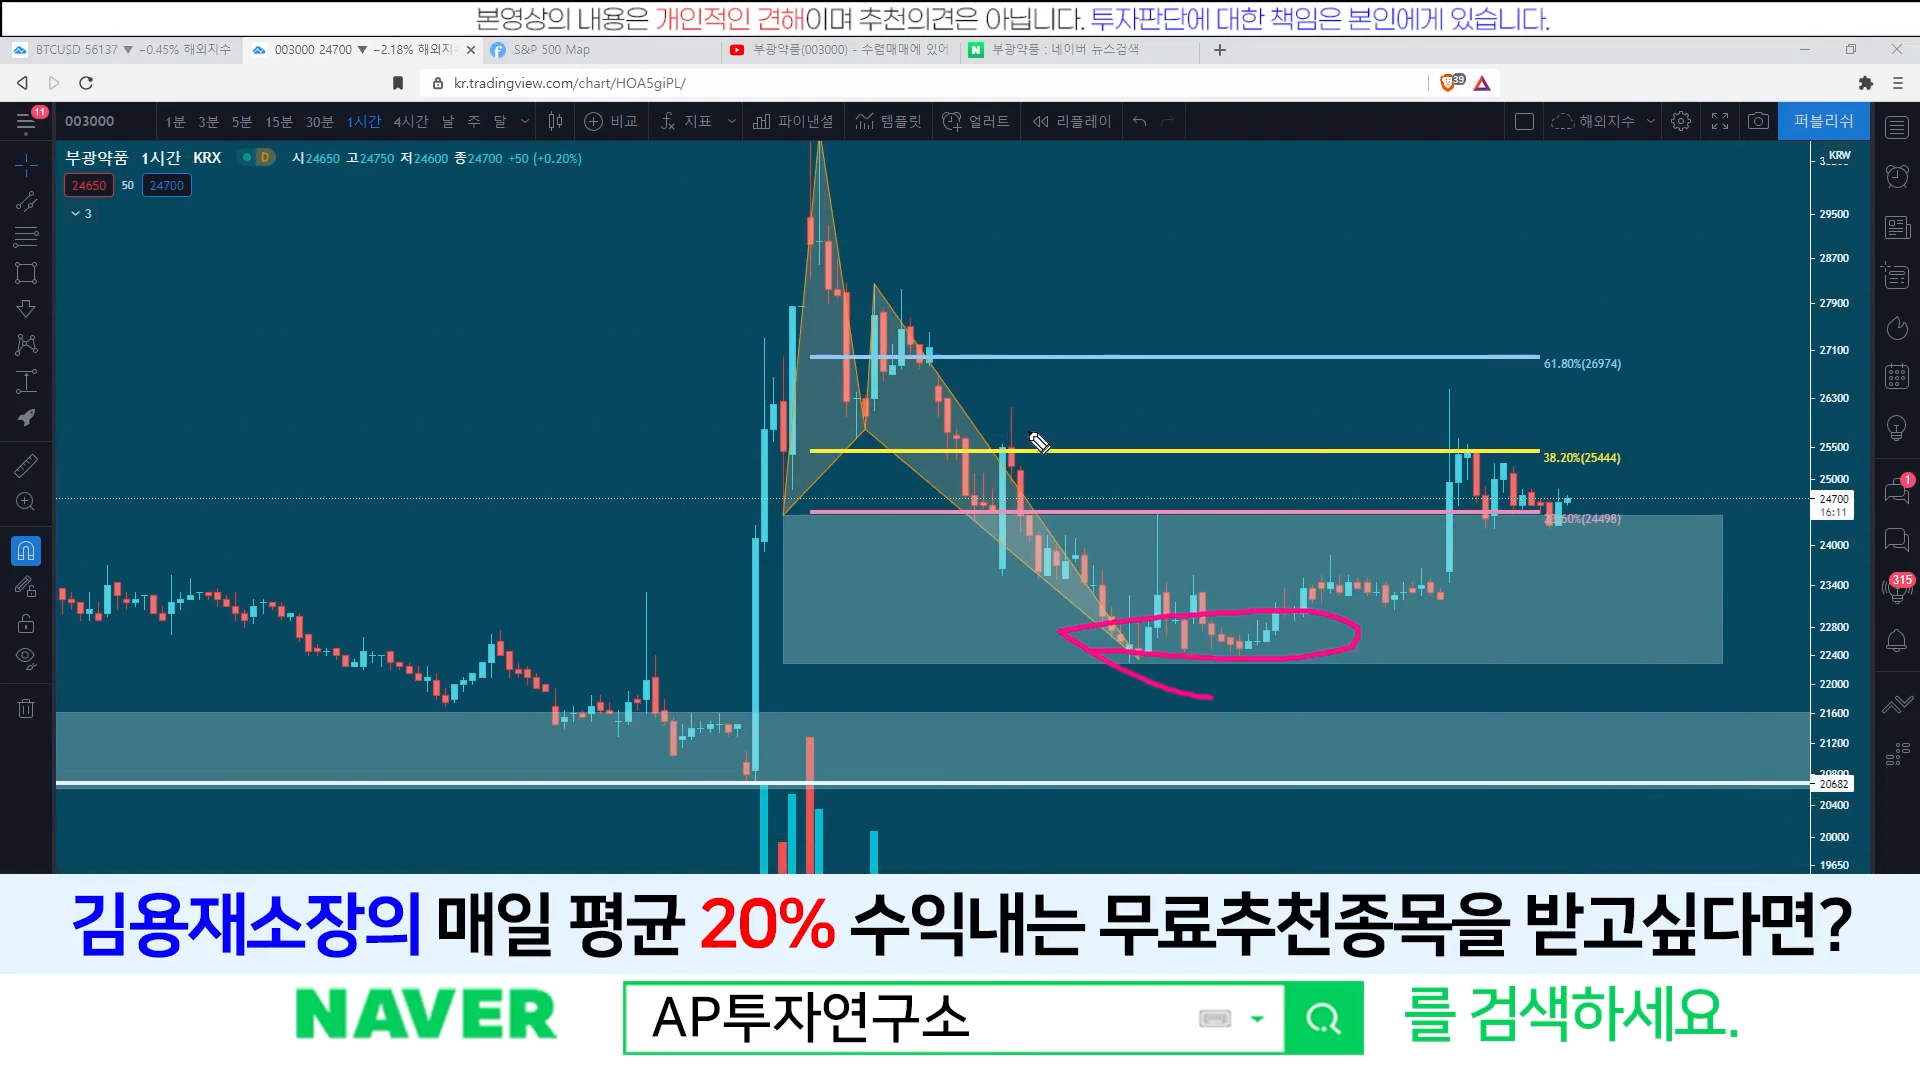 본영상의 내용은 개인적인 견해이며 추천의견은 아닙니다. 투자판단에 대한 책임은 본인에게 있습니다.
BTCUSD 56137 ▼ −0.45% 해외지수
003000 24700 ▼ −2.18% 해외지
S&P 500 Map
부광약품(003000) - 수렴매매에 있어
부광약품 : 네이버 뉴스검색
kr.tradingview.com/chart/HOA5giPL/
39
11
003000 1분 3분 5분 15분 30분 1시간 4시간 날 주 달 비교 지표 파이낸셜 템플릿 얼러트 리플레이 해외지수 퍼블리쉬
부광약품 1시간 KRX D 시24650 고24750 저24600 종24700 +50 (+0.20%)
24650 50 24700
3
KRW
29500
28700
27900
27100
61.80%(26974)
26300
25500
38.20%(25444)
25000
24700
16:11
23.60%(24498)
24000
23400
22800
22400
22000
21600
21200
20800
20682
20400
20000
19650
1
315
김용재소장의 매일 평균 20% 수익내는 무료추천종목을 받고싶다면?
NAVER AP투자연구소 를 검색하세요.